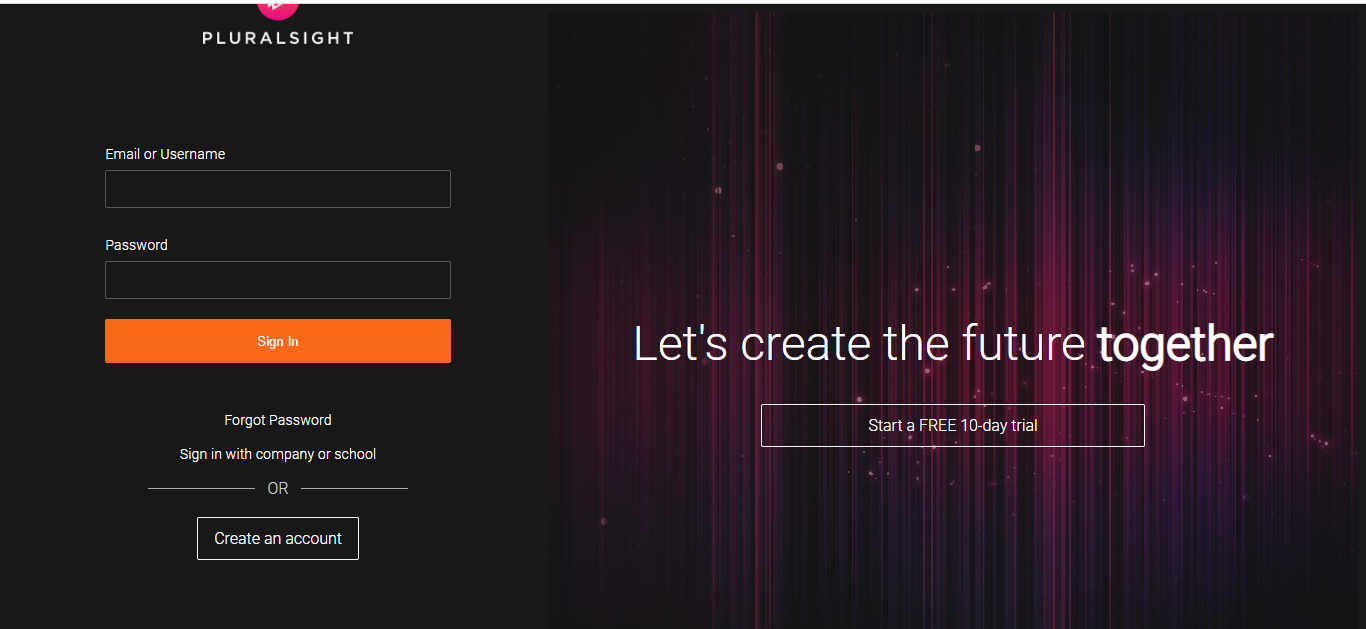 PLURALSIGHT
Email or Username
Password
Sign In
Forgot Password
Sign in with company or school
OR
Create an account
Let's create the future together
Start a FREE 10-day trial